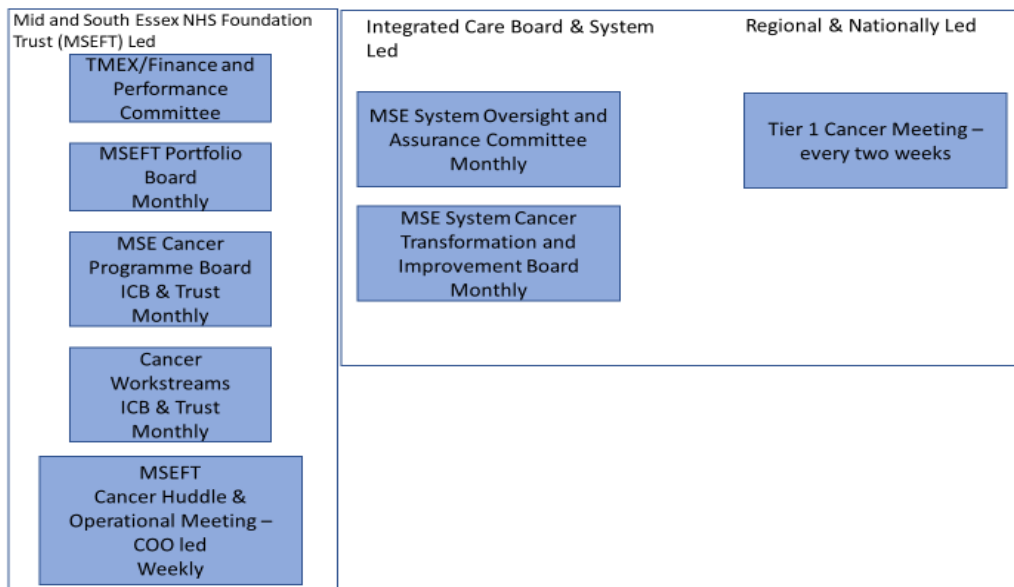 Mid and South Essex NHS Foundation
Trust (MSEFT) Led
TMEX/Finance and
Performance
Committee
MSEFT Portfolio
Board
Monthly
MSE Cancer
Programme Board
ICB & Trust
Monthly
Cancer
Workstreams
ICB & Trust
Monthly
MSEFT
Cancer Huddle &
Operational Meeting –
COO led
Weekly
Integrated Care Board & System
Led
MSE System Oversight and
Assurance Committee
Monthly
MSE System Cancer
Transformation and
Improvement Board
Monthly
Regional & Nationally Led
Tier 1 Cancer Meeting –
every two weeks